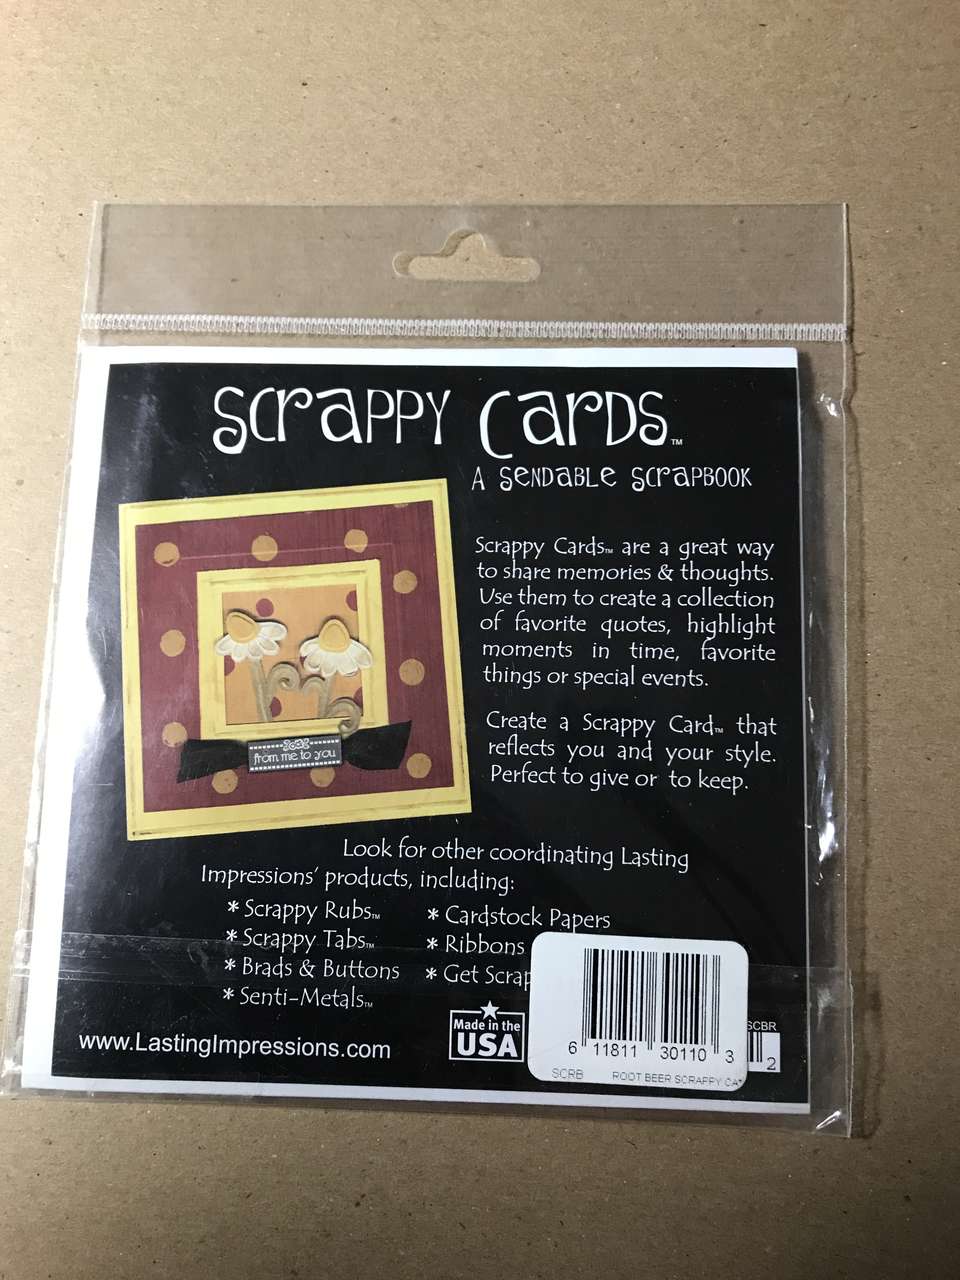 Scrappy Cards™
A Sendable Scrapbook
Scrappy Cards™ are a great way
to share memories & thoughts.
Use them to create a collection
of favorite quotes, highlight
moments in time, favorite
things or special events.
Create a Scrappy Card™ that
reflects you and your style.
Perfect to give or to keep.
from me to you
Look for other coordinating Lasting
Impressions' products, including:
* Scrappy Rubs™
* Scrappy Tabs™
* Brads & Buttons
* Senti-Metals™
* Cardstock Papers
* Ribbons
* Get Scrap
www.LastingImpressions.com
Made in the
USA
SCBR
2
6 11811 30110 3
SCRB ROOT BEER SCRAPPY CA